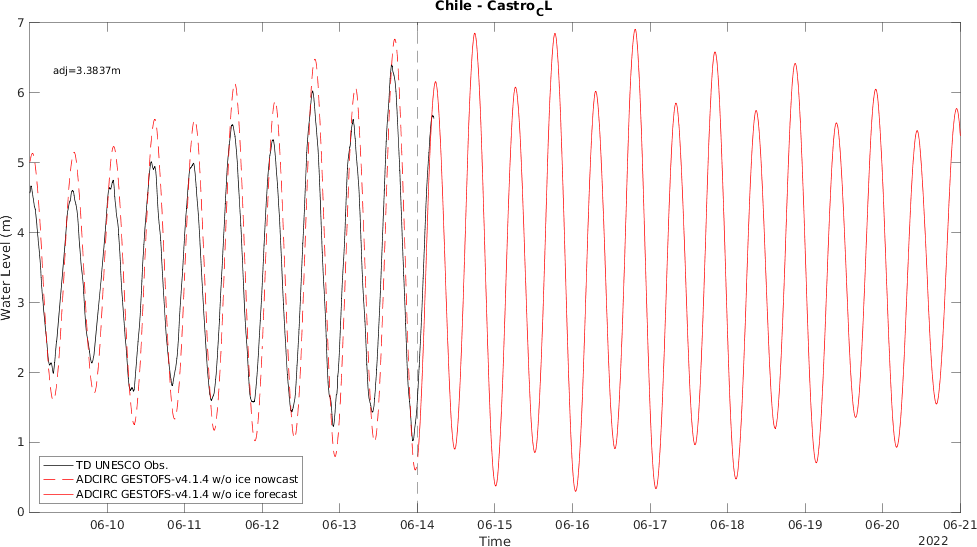 Chile - Castro_CL
adj=3.3837m
7
6
5
4
3
2
1
0
Water Level (m)
TD UNESCO Obs.
ADCIRC GESTOFS-v4.1.4 w/o ice nowcast
ADCIRC GESTOFS-v4.1.4 w/o ice forecast
06-10 06-11 06-12 06-13 06-14 06-15 06-16 06-17 06-18 06-19 06-20 06-21
Time
2022